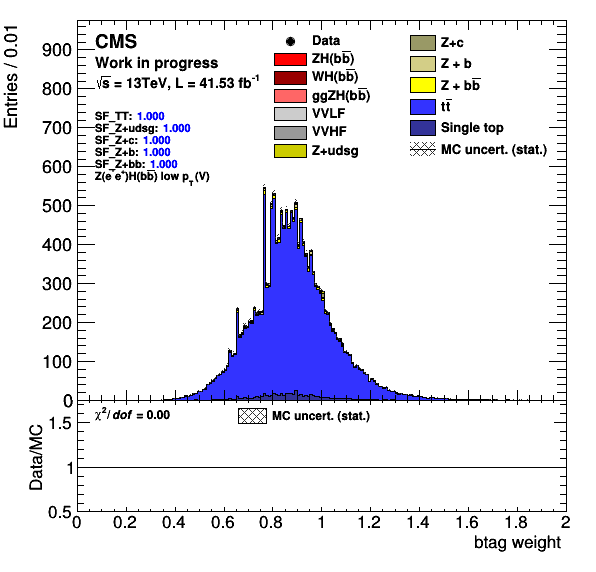 Entries / 0.01
900
800
700
600
500
400
300
200
100
0
CMS
Work in progress
√s = 13TeV, L = 41.53 fb⁻¹
SF_TT: 1.000
SF_Z+udsg: 1.000
SF_Z+c: 1.000
SF_Z+b: 1.000
SF_Z+bb: 1.000
Z(e⁻e⁺)H(bb̅) low p_T(V)
Data
ZH(bb̅)
WH(bb̅)
ggZH(bb̅)
VVLF
VVHF
Z+udsg
Z+c
Z + b
Z + bb̅
tt̅
Single top
MC uncert. (stat.)
Data/MC
1.5
1
0.5
χ²/dof = 0.00
MC uncert. (stat.)
0 0.2 0.4 0.6 0.8 1 1.2 1.4 1.6 1.8 2
btag weight